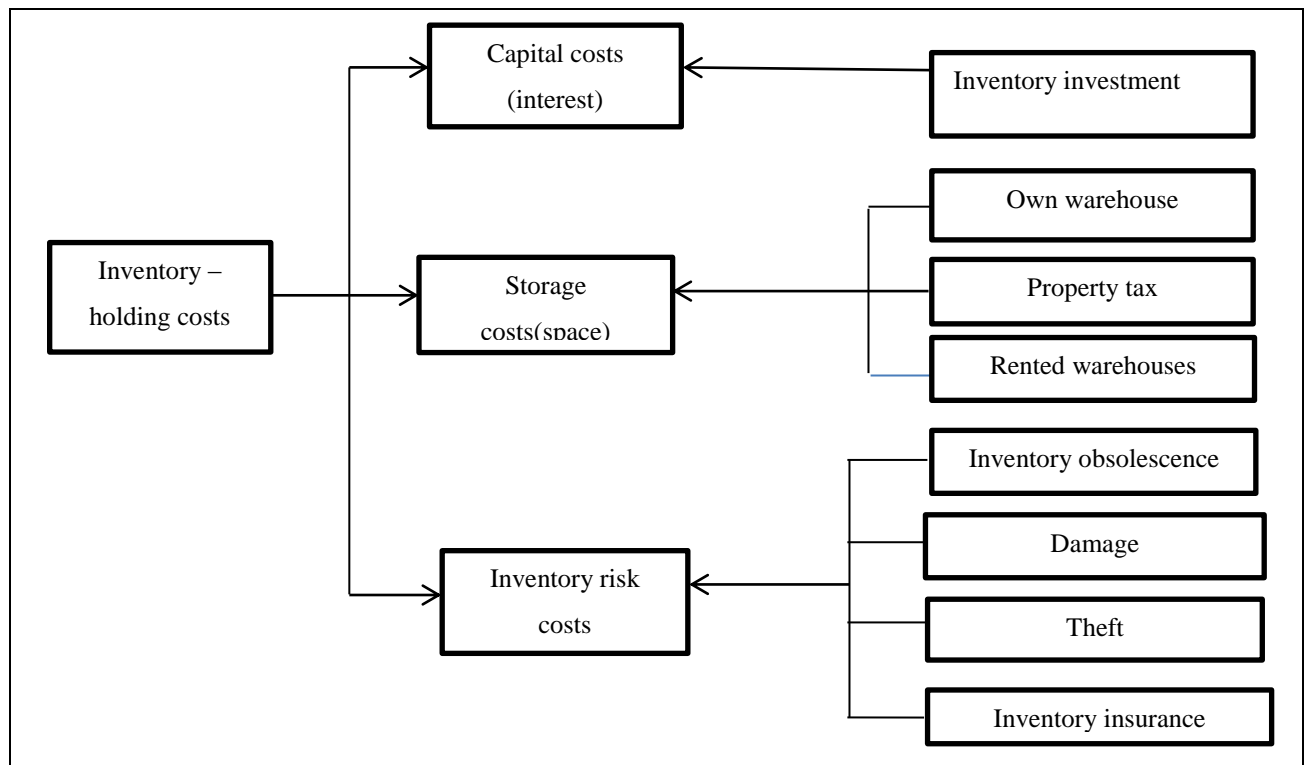 Capital costs
(interest)
Inventory investment
Own warehouse
Inventory –
holding costs
Storage
costs(space)
Property tax
Rented warehouses
Inventory obsolescence
Damage
Inventory risk
costs
Theft
Inventory insurance